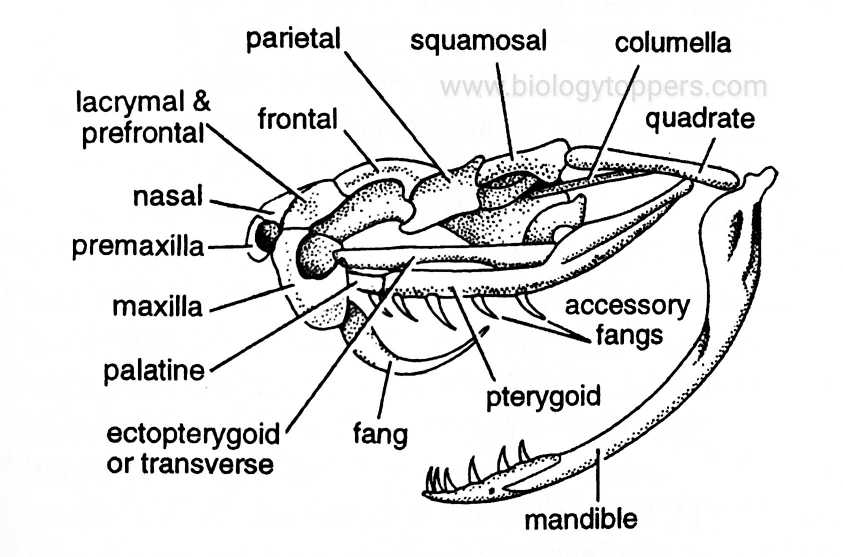 parietal
squamosal
columella
www.biologytoppers.com
lacrymal &
prefrontal
frontal
quadrate
nasal
premaxilla
maxilla
accessory
fangs
palatine
pterygoid
ectopterygoid
or transverse
fang
mandible